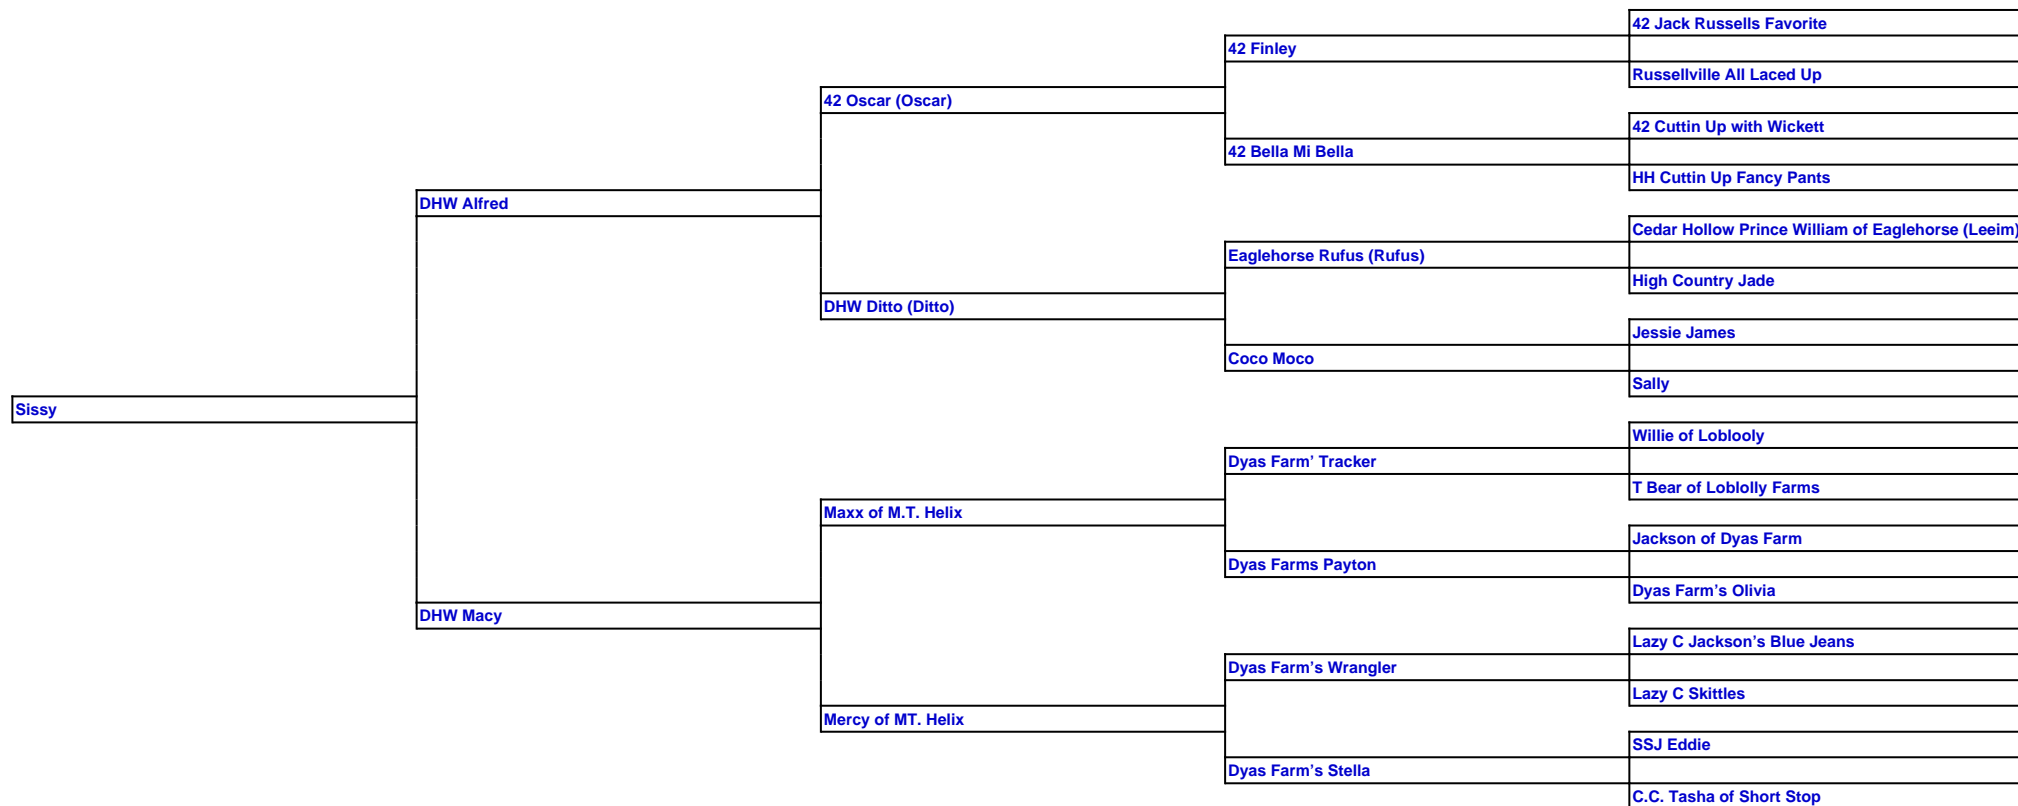 42 Jack Russells Favorite
42 Finley
Russellville All Laced Up
42 Oscar (Oscar)
42 Cuttin Up with Wickett
42 Bella Mi Bella
HH Cuttin Up Fancy Pants
DHW Alfred
Cedar Hollow Prince William of Eaglehorse (Leeim)
Eaglehorse Rufus (Rufus)
High Country Jade
DHW Ditto (Ditto)
Jessie James
Coco Moco
Sally
Sissy
Willie of Loblooly
Dyas Farm’ Tracker
T Bear of Loblolly Farms
Maxx of M.T. Helix
Jackson of Dyas Farm
Dyas Farms Payton
Dyas Farm’s Olivia
DHW Macy
Lazy C Jackson’s Blue Jeans
Dyas Farm’s Wrangler
Lazy C Skittles
Mercy of MT. Helix
SSJ Eddie
Dyas Farm’s Stella
C.C. Tasha of Short Stop